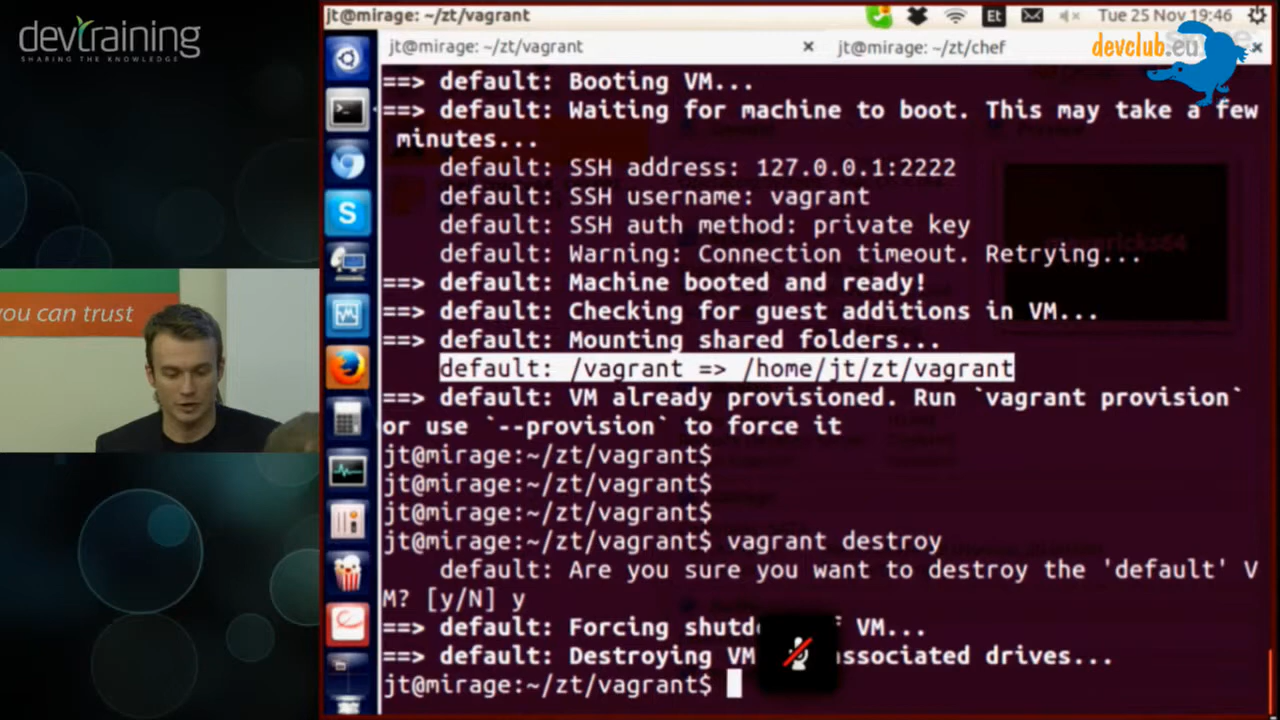 devtraining
SHARING THE KNOWLEDGE
jt@mirage: ~/zt/vagrant
Et
Tue 25 Nov 19:46
jt@mirage: ~/zt/vagrant
jt@mirage: ~/zt/chef
devclub.eu
==> default: Booting VM...
==> default: Waiting for machine to boot. This may take a few
minutes...
default: SSH address: 127.0.0.1:2222
default: SSH username: vagrant
default: SSH auth method: private key
default: Warning: Connection timeout. Retrying...
==> default: Machine booted and ready!
==> default: Checking for guest additions in VM...
==> default: Mounting shared folders...
default: /vagrant => /home/jt/zt/vagrant
==> default: VM already provisioned. Run `vagrant provision`
or use `--provision` to force it
jt@mirage:~/zt/vagrant$
jt@mirage:~/zt/vagrant$
jt@mirage:~/zt/vagrant$
jt@mirage:~/zt/vagrant$ vagrant destroy
default: Are you sure you want to destroy the 'default' V
M? [y/N] y
==> default: Forcing VM...
==> default: Destroying VM associated drives...
jt@mirage:~/zt/vagrant$
you can trust